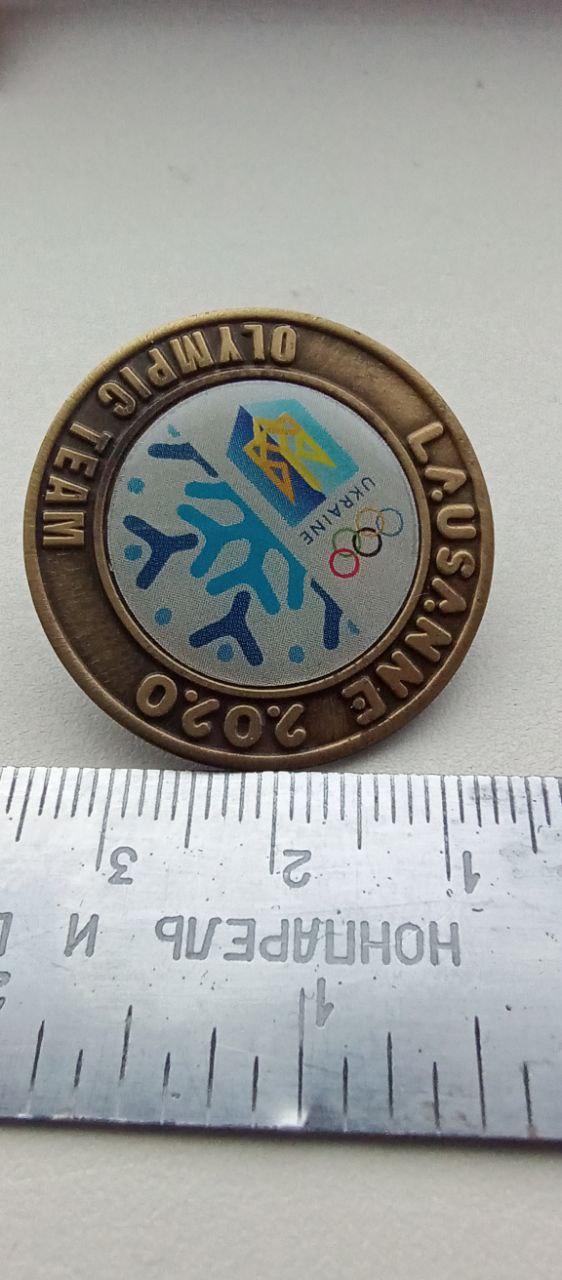 OLYMPIC TEAM
LAUSANNE 2020
UKRAINE
1 2 3
НОНПАРЕЛЬ И
1